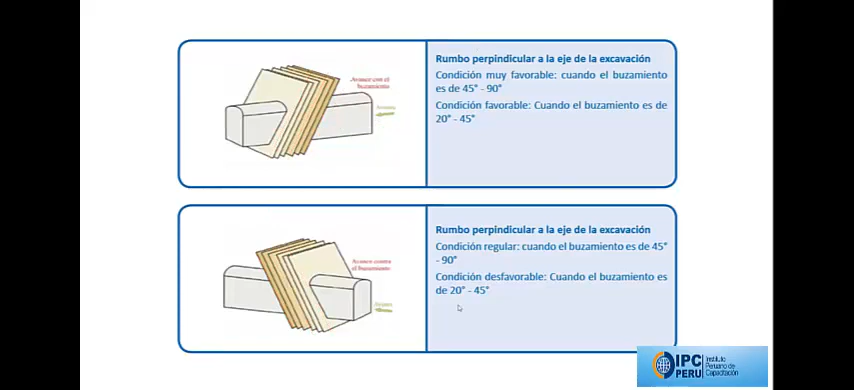 Rumbo perpindicular a la eje de la excavación
Condición muy favorable: cuando el buzamiento
es de 45° - 90°
Condición favorable: Cuando el buzamiento es de
20° - 45°
Avance con el
buzamiento
Avance
Rumbo perpindicular a la eje de la excavación
Condición regular: cuando el buzamiento es de 45°
- 90°
Condición desfavorable: Cuando el buzamiento es
de 20° - 45°
Avance contra
el buzamiento
Avance
IPC
PERU
Instituto
Peruano de
Capacitación